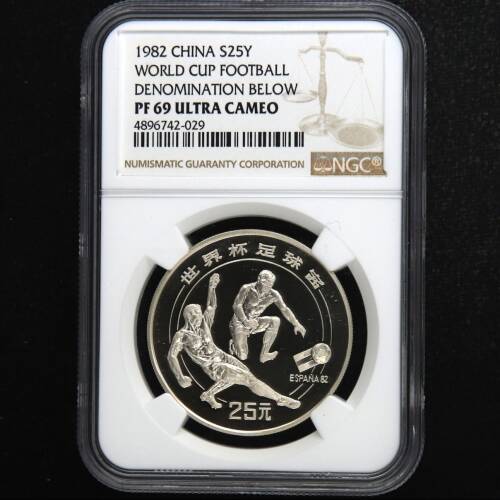 1982 CHINA S25Y
WORLD CUP FOOTBALL
DENOMINATION BELOW
PF 69 ULTRA CAMEO
4896742-029
NUMISMATIC GUARANTY CORPORATION
NGC®
世界杯足球赛
ESPAÑA 82
25元